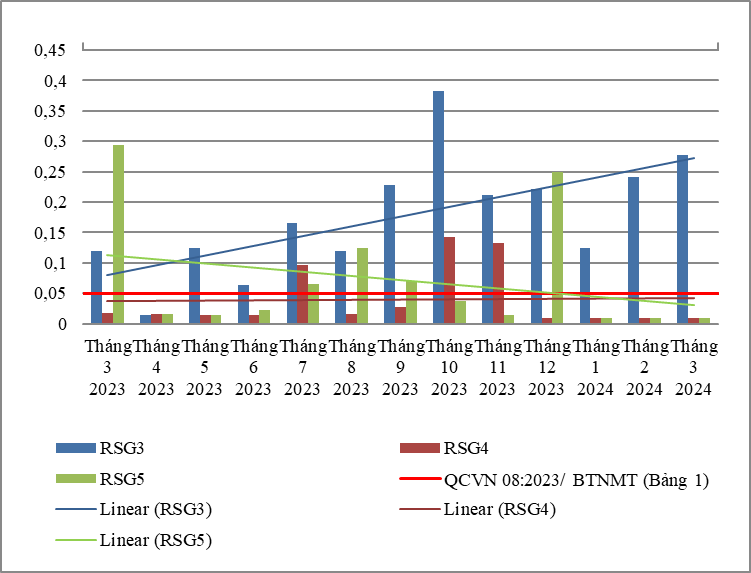 0,45
0,4
0,35
0,3
0,25
0,2
0,15
0,1
0,05
0
Tháng Tháng Tháng Tháng Tháng Tháng Tháng Tháng Tháng Tháng Tháng Tháng Tháng
3 4 5 6 7 8 9 10 11 12 1 2 3
2023 2023 2023 2023 2023 2023 2023 2023 2023 2023 2024 2024 2024
RSG3 RSG4
RSG5 QCVN 08:2023/ BTNMT (Bảng 1)
Linear (RSG3) Linear (RSG4)
Linear (RSG5)